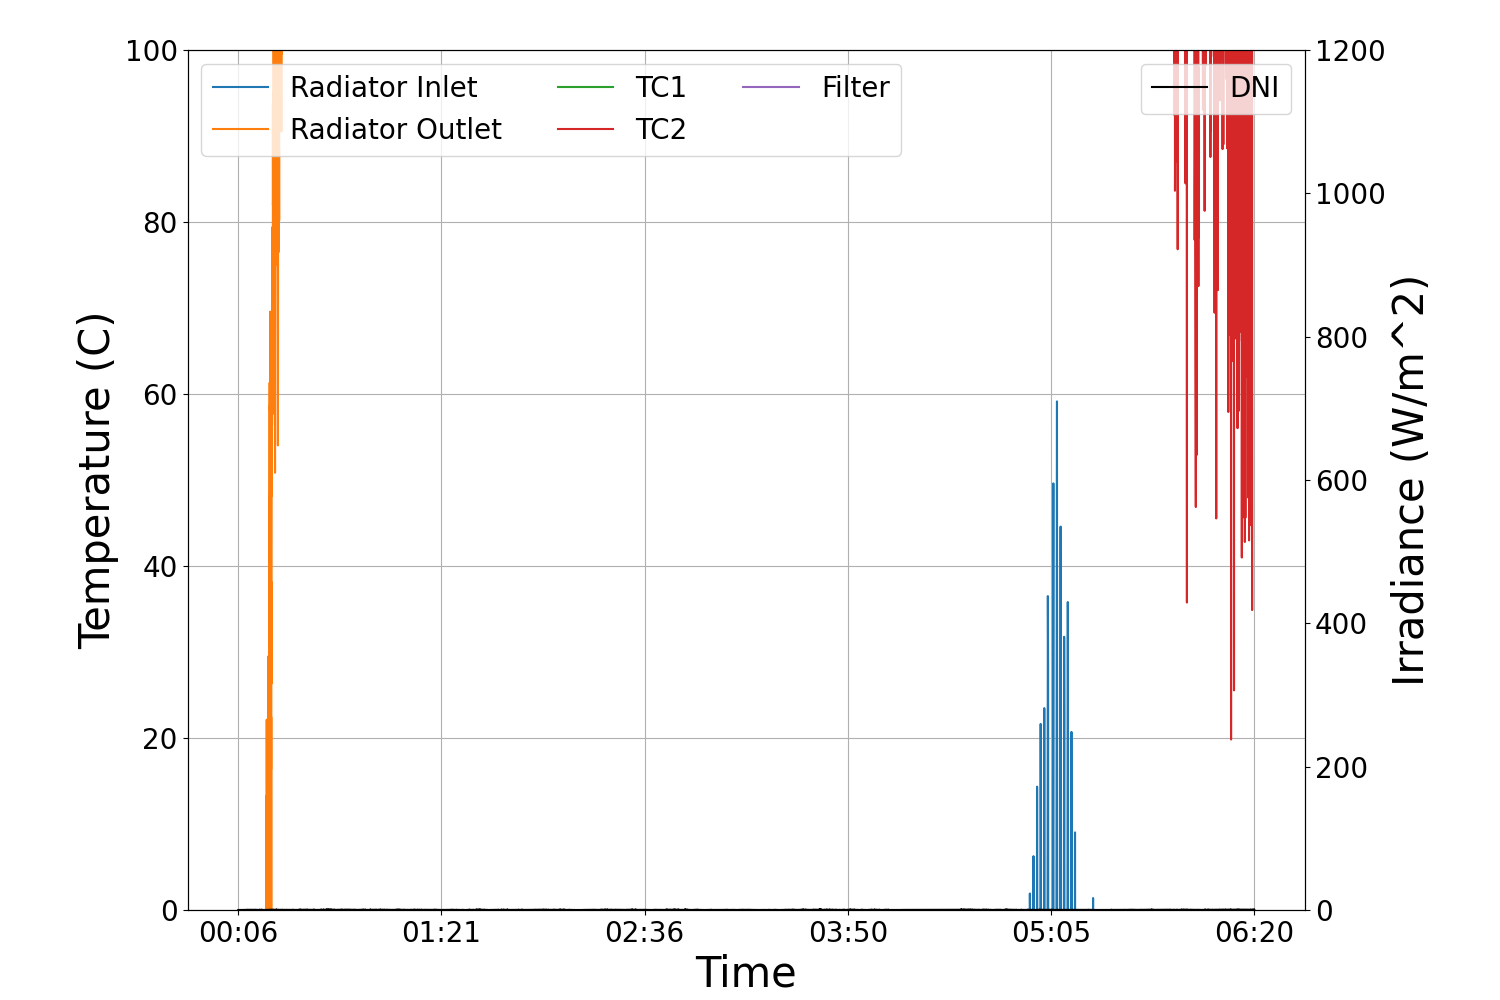 100
80
60
40
20
0
Temperature (C)
Radiator Inlet
Radiator Outlet
TC1
TC2
Filter
DNI
1200
1000
800
600
400
200
0
Irradiance (W/m^2)
00:06 01:21 02:36 03:50 05:05 06:20
Time